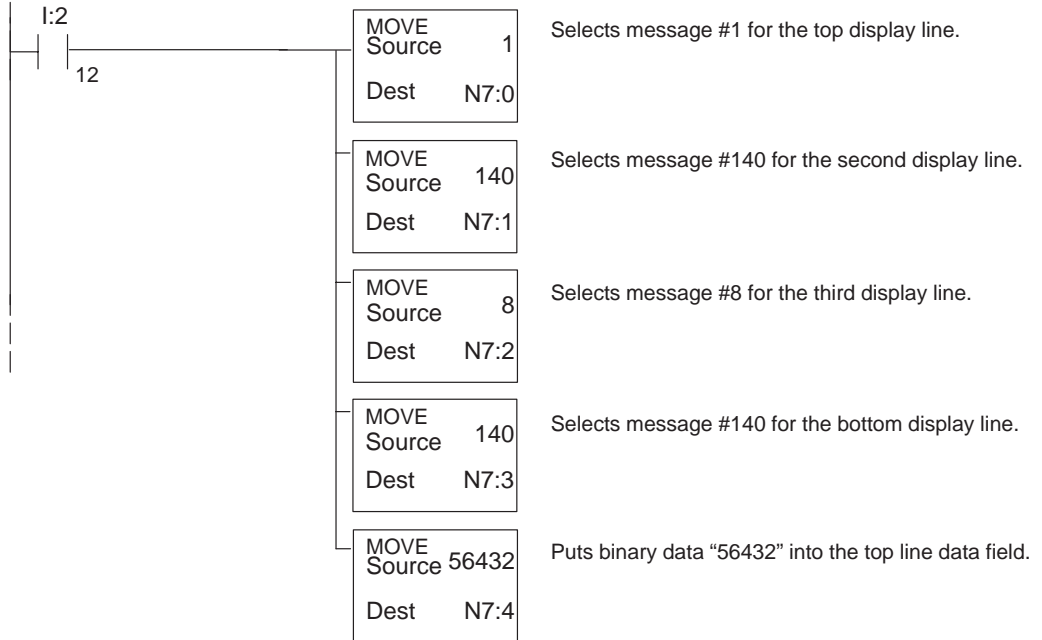 I:2
12
MOVE
Source 1
Dest N7:0
Selects message #1 for the top display line.
MOVE
Source 140
Dest N7:1
Selects message #140 for the second display line.
MOVE
Source 8
Dest N7:2
Selects message #8 for the third display line.
MOVE
Source 140
Dest N7:3
Selects message #140 for the bottom display line.
MOVE
Source 56432
Dest N7:4
Puts binary data “56432” into the top line data field.